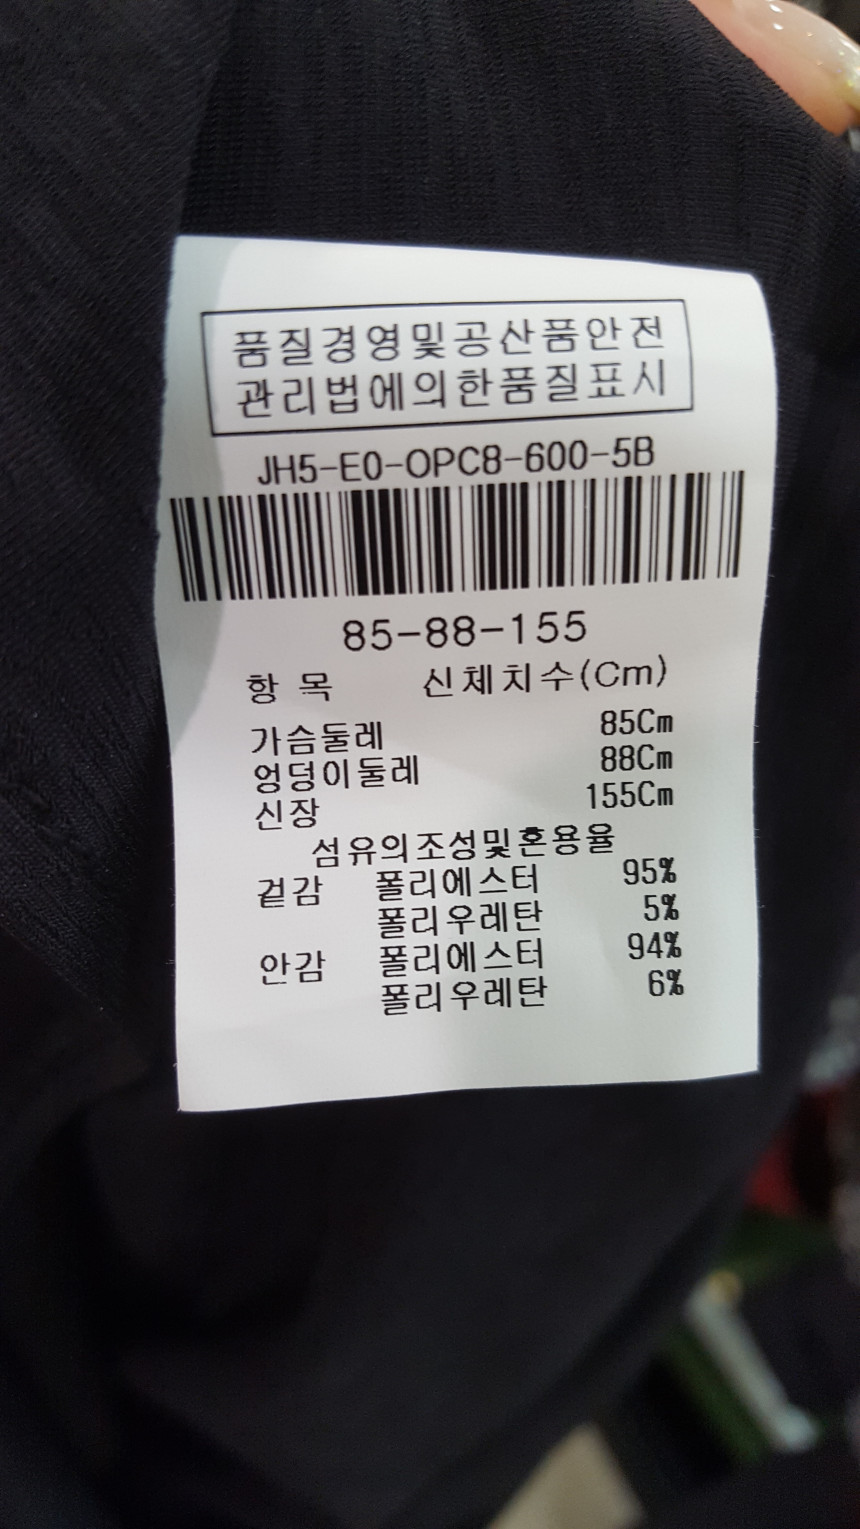 품질경영및공산품안전
관리법에의한품질표시
JH5-E0-OPC8-600-5B
85-88-155
항 목 신체치수(Cm)
가슴둘레 85Cm
엉덩이둘레 88Cm
신장 155Cm
섬유의조성및혼용율
겉감 폴리에스터 95%
폴리우레탄 5%
안감 폴리에스터 94%
폴리우레탄 6%